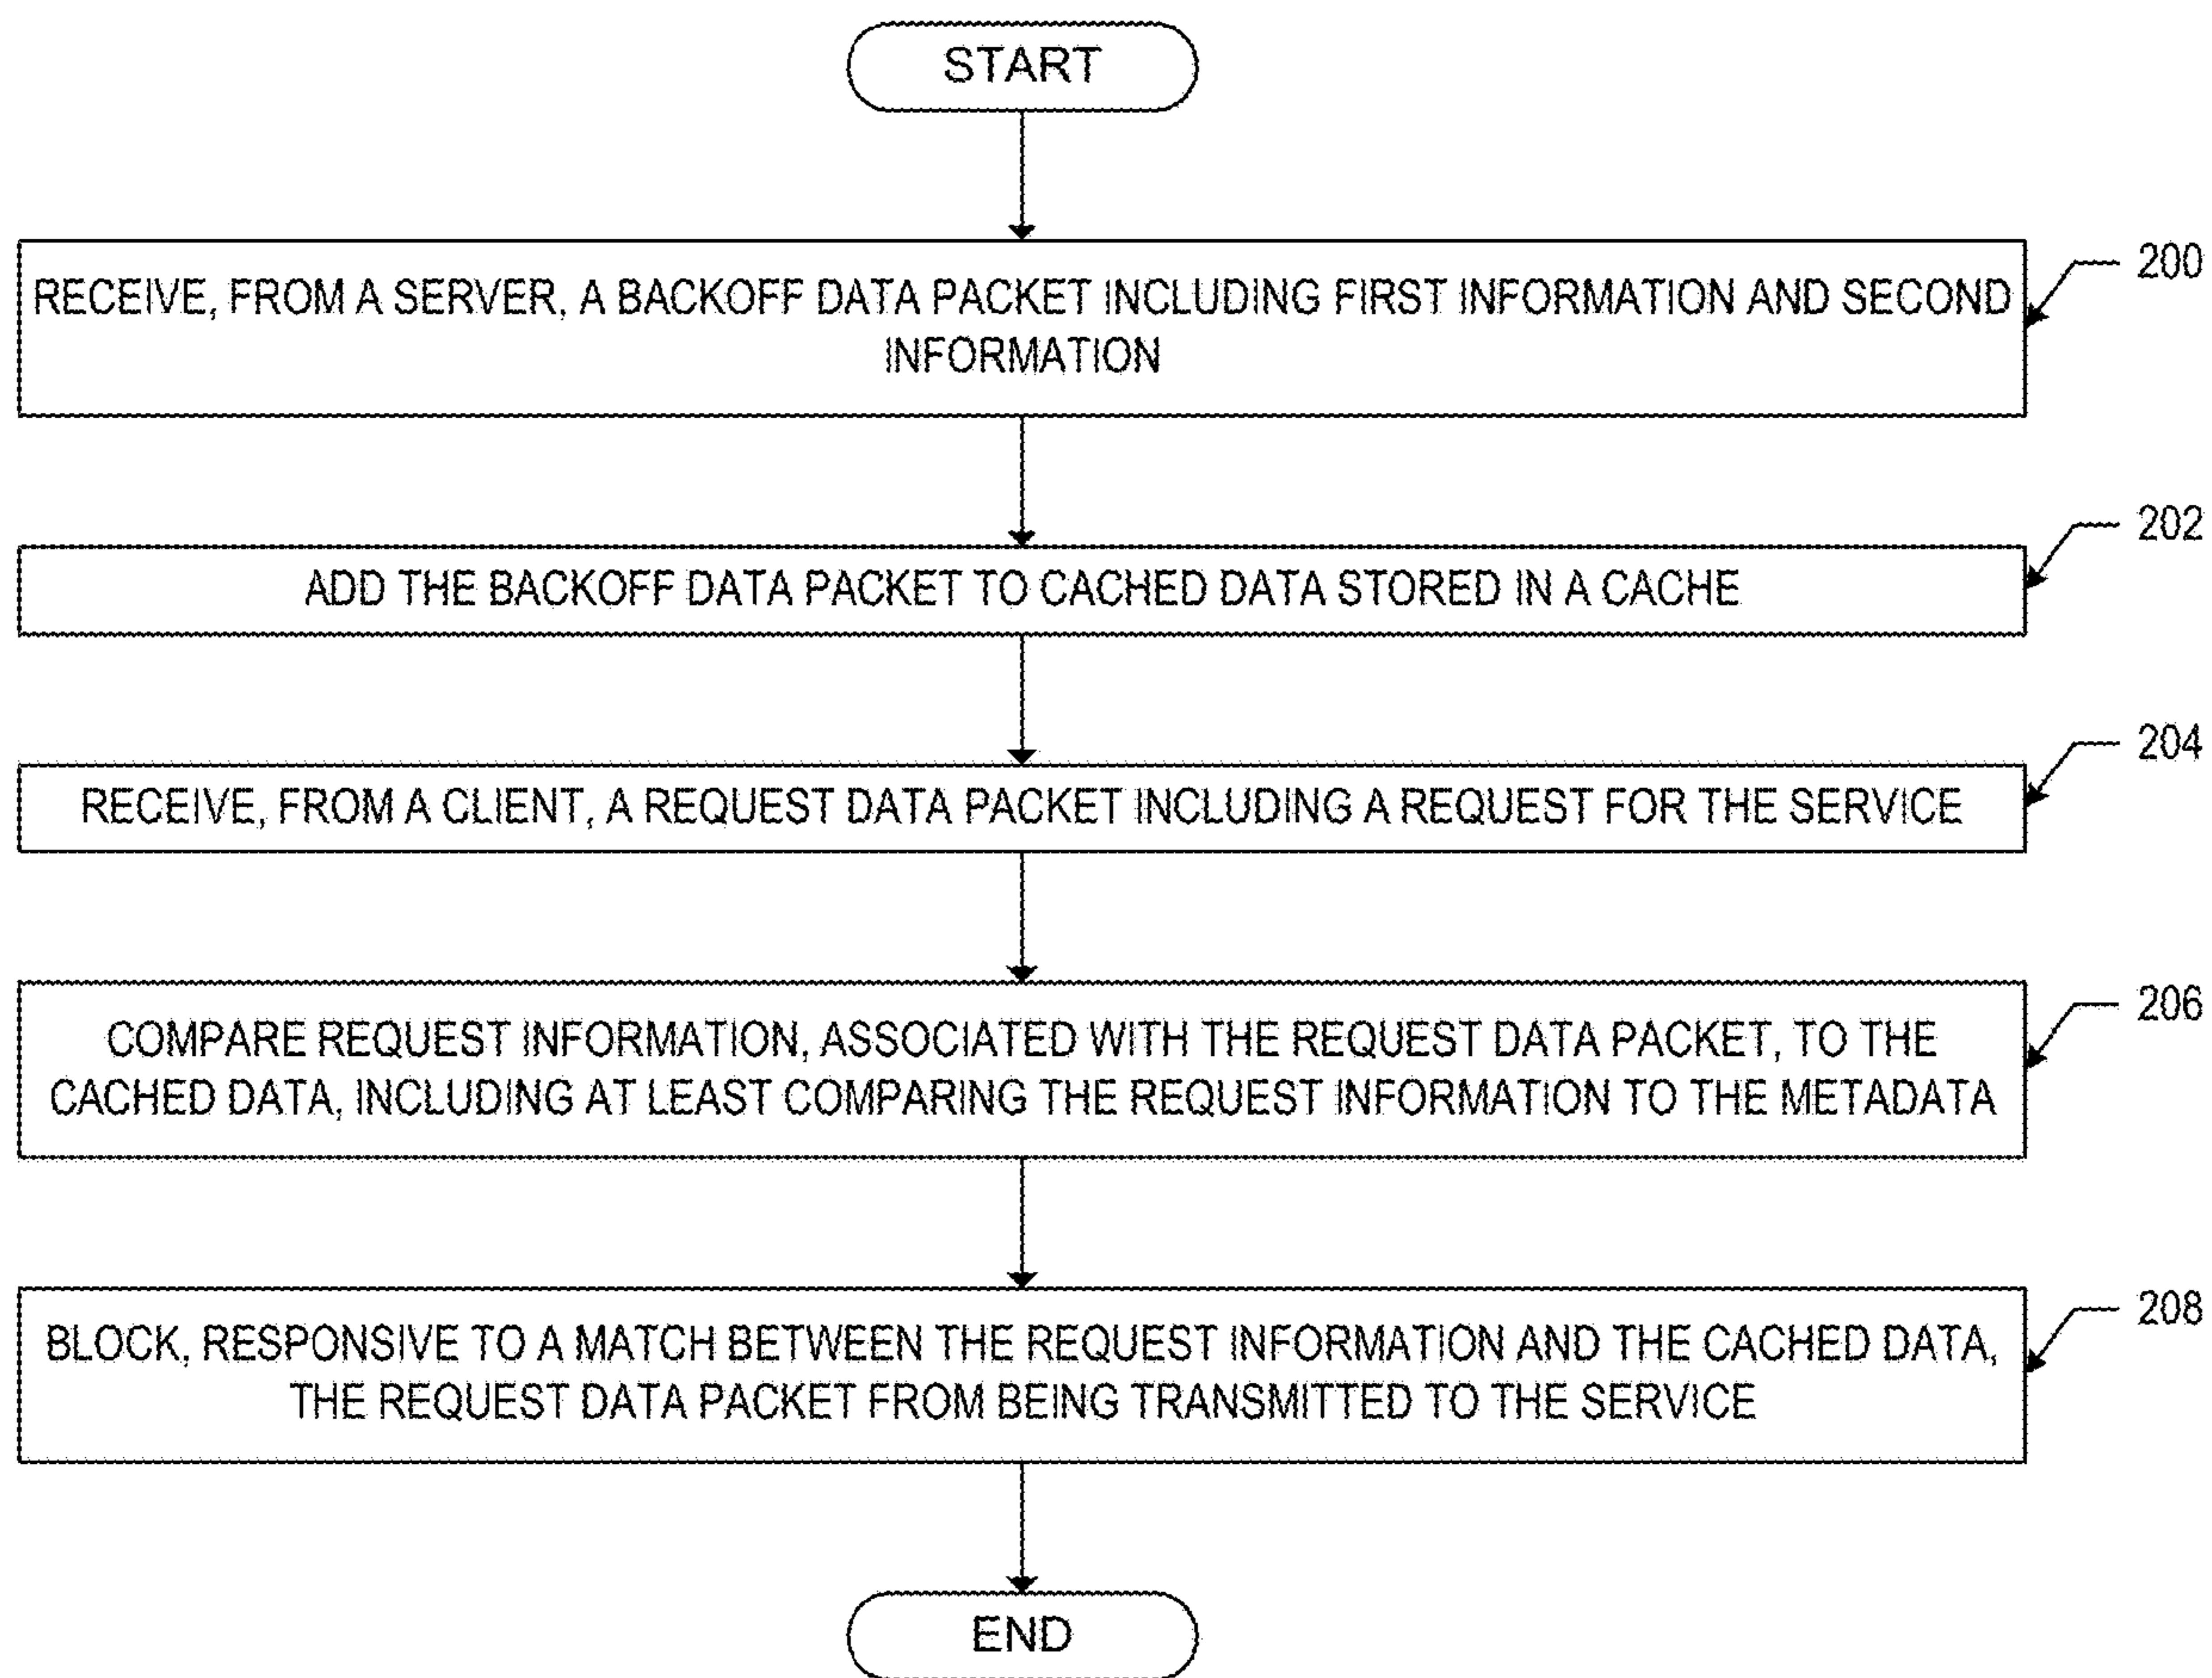 START
RECEIVE, FROM A SERVER, A BACKOFF DATA PACKET INCLUDING FIRST INFORMATION AND SECOND
INFORMATION
200
ADD THE BACKOFF DATA PACKET TO CACHED DATA STORED IN A CACHE
202
RECEIVE, FROM A CLIENT, A REQUEST DATA PACKET INCLUDING A REQUEST FOR THE SERVICE
204
COMPARE REQUEST INFORMATION, ASSOCIATED WITH THE REQUEST DATA PACKET, TO THE
CACHED DATA, INCLUDING AT LEAST COMPARING THE REQUEST INFORMATION TO THE METADATA
206
BLOCK, RESPONSIVE TO A MATCH BETWEEN THE REQUEST INFORMATION AND THE CACHED DATA,
THE REQUEST DATA PACKET FROM BEING TRANSMITTED TO THE SERVICE
208
END